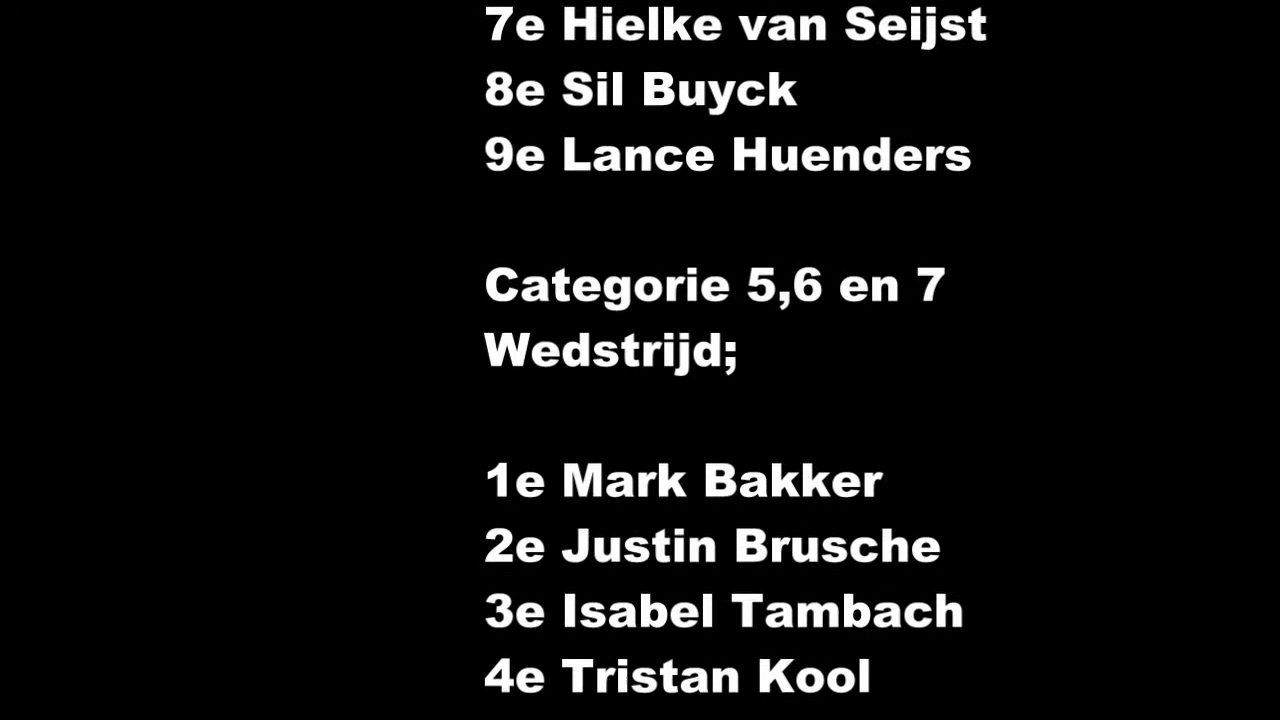 7e Hielke van Seijst
8e Sil Buyck
9e Lance Huenders
Categorie 5,6 en 7
Wedstrijd;
1e Mark Bakker
2e Justin Brusche
3e Isabel Tambach
4e Tristan Kool